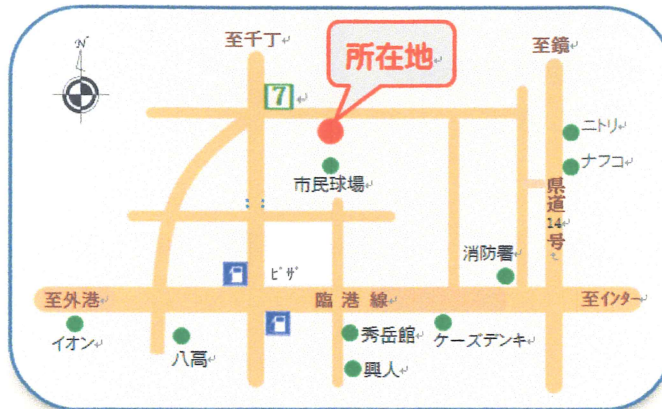 N
至千丁
所在地
至鏡
7
ニトリ
ナフコ
市民球場
県道14号
消防署
ピザ
至外港
臨港線
至インター
イオン
八高
秀岳館
ケーズデンキ
興人